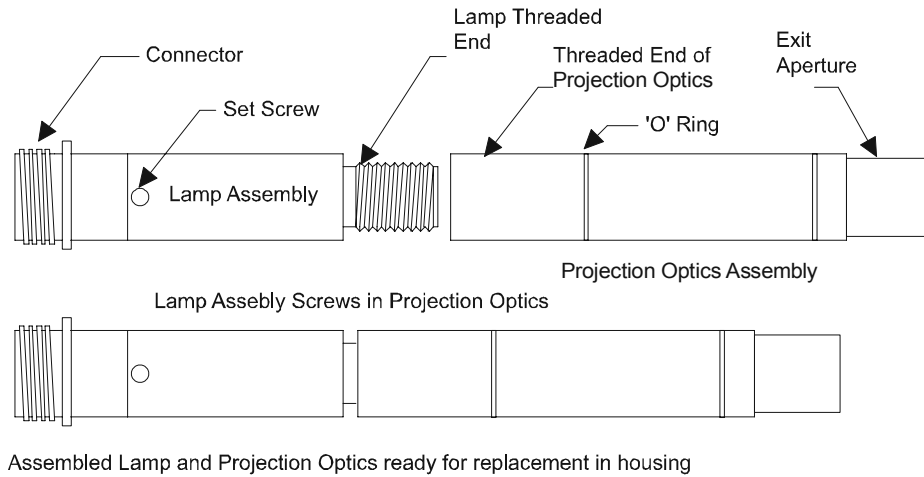 Lamp Threaded
End
Connector
Threaded End of
Projection Optics
Exit
Aperture
Set Screw
'O' Ring
Lamp Assembly
Projection Optics Assembly
Lamp Assebly Screws in Projection Optics
Assembled Lamp and Projection Optics ready for replacement in housing